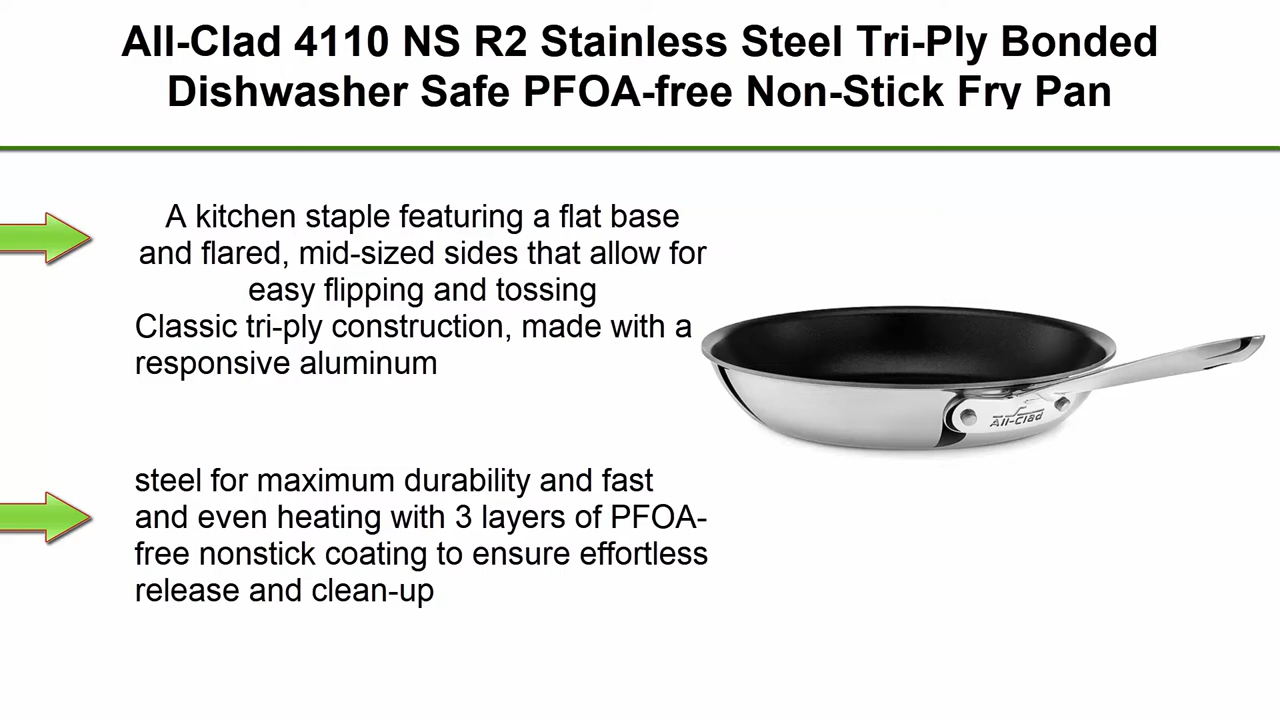 All-Clad 4110 NS R2 Stainless Steel Tri-Ply Bonded
Dishwasher Safe PFOA-free Non-Stick Fry Pan
A kitchen staple featuring a flat base
and flared, mid-sized sides that allow for
easy flipping and tossing
Classic tri-ply construction, made with a
responsive aluminum
steel for maximum durability and fast
and even heating with 3 layers of PFOA-
free nonstick coating to ensure effortless
release and clean-up
All-Clad